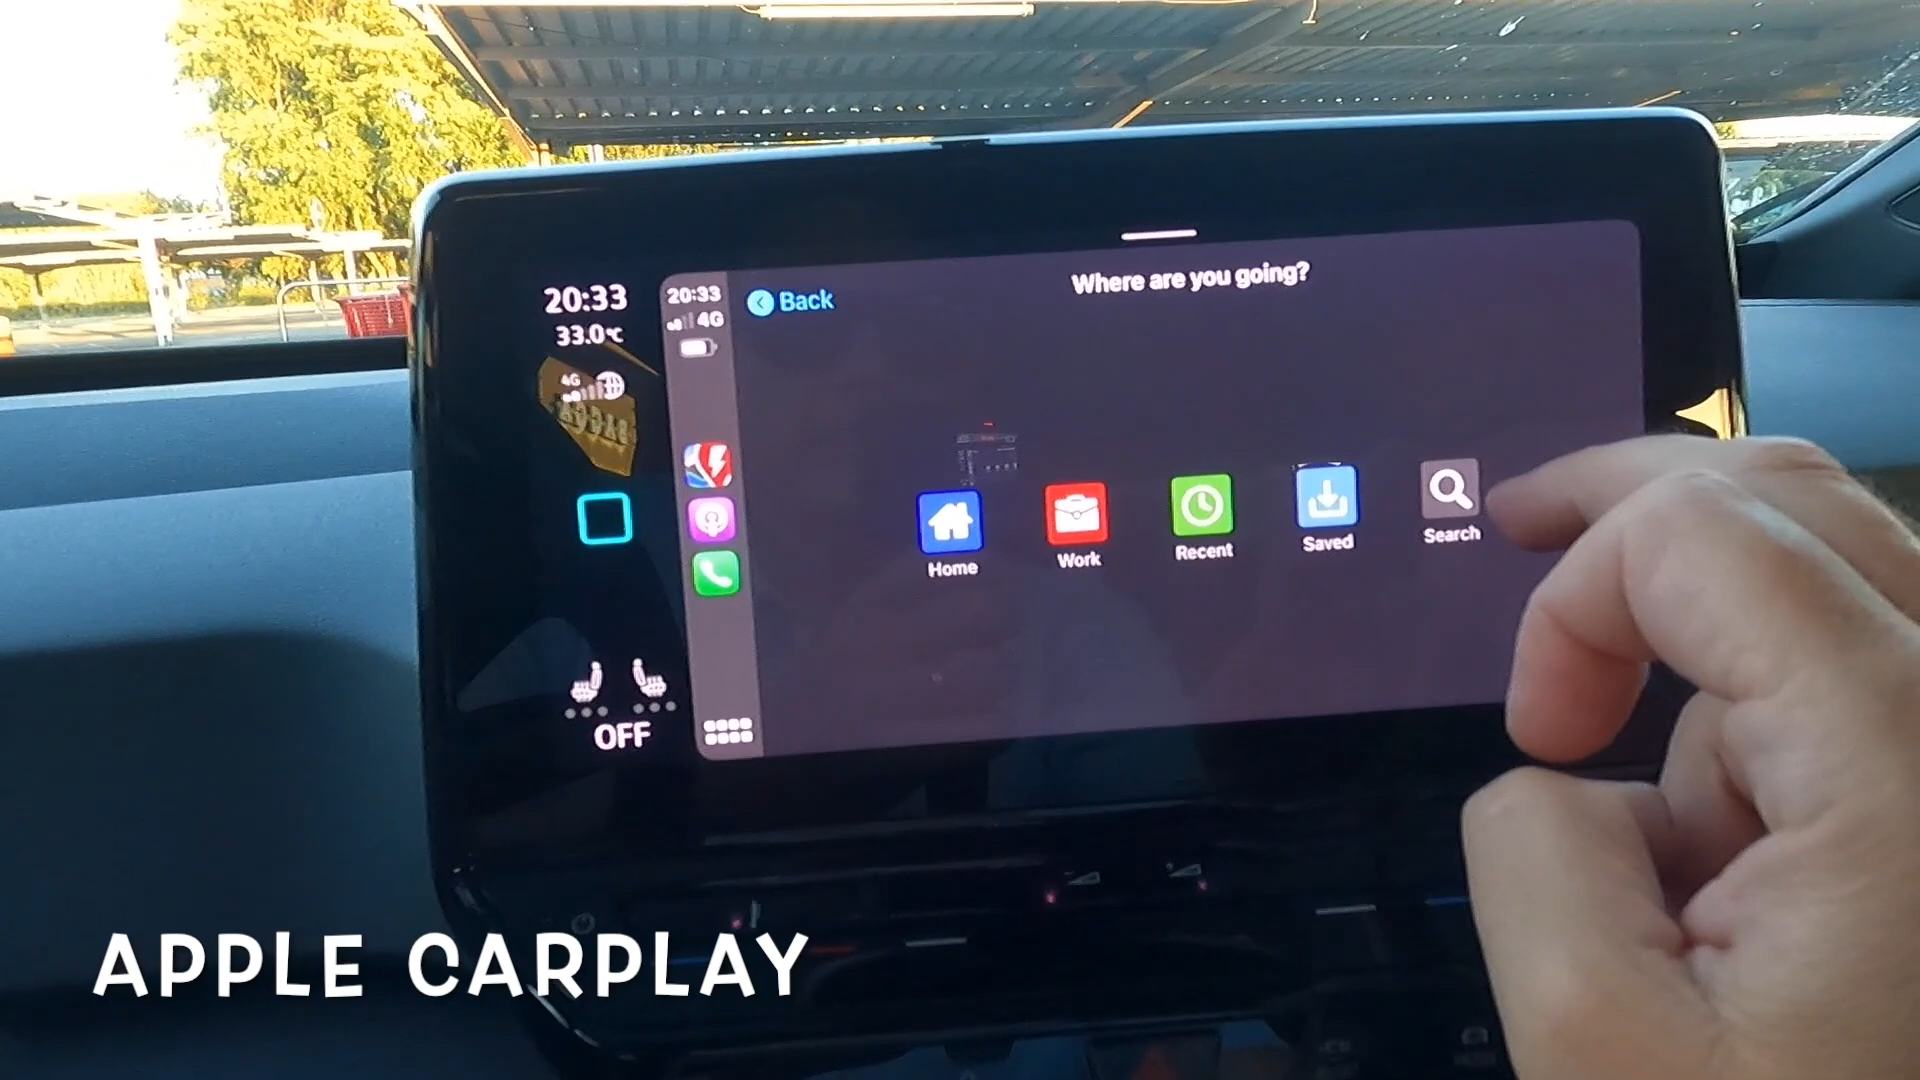 20:33
33.0°C
4G
20:33
4G
Back
Where are you going?
Home
Work
Recent
Saved
Search
OFF
APPLE CARPLAY